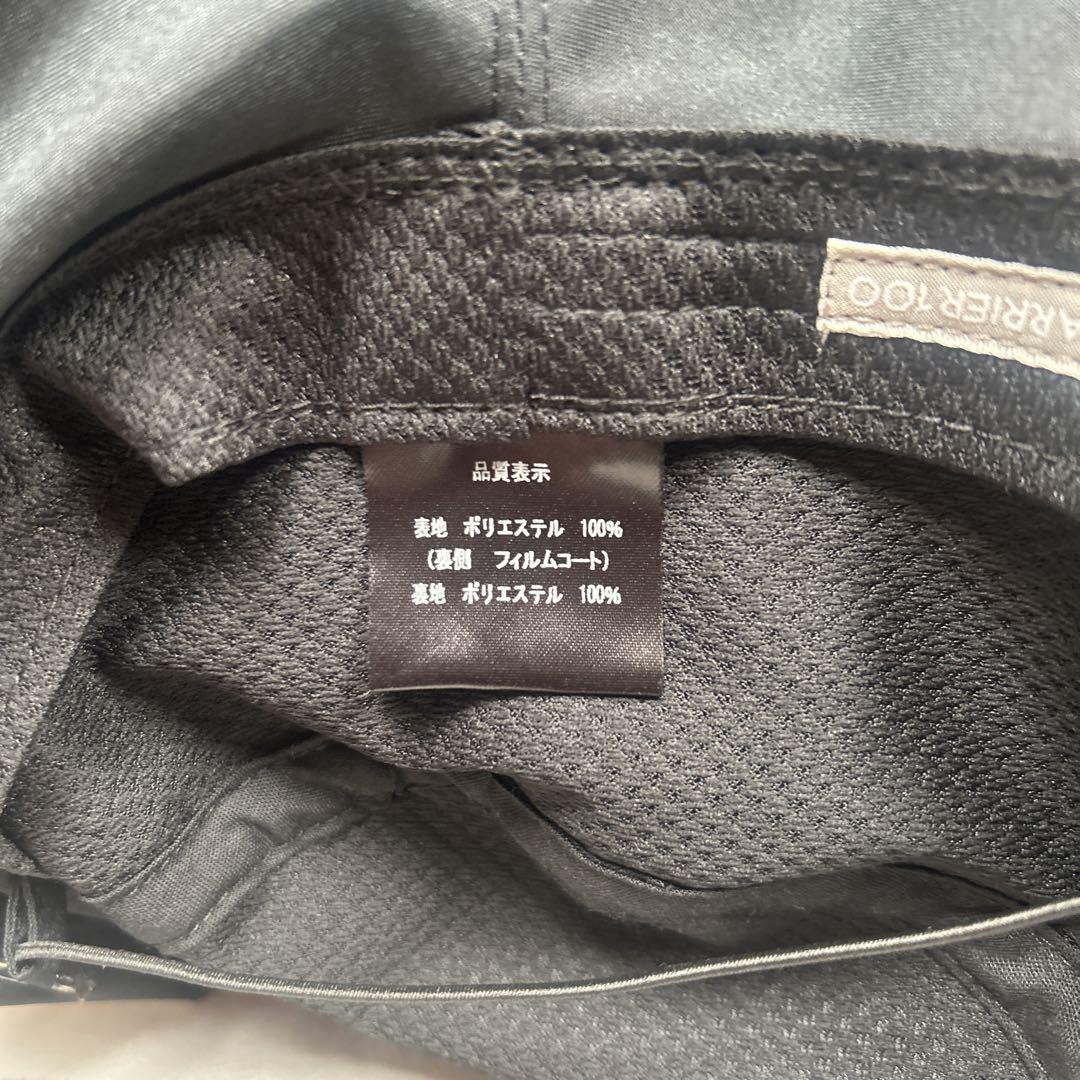 ARRIER100
品質表示
表地 ポリエステル 100%
(裏側 フィルムコート)
裏地 ポリエステル 100%